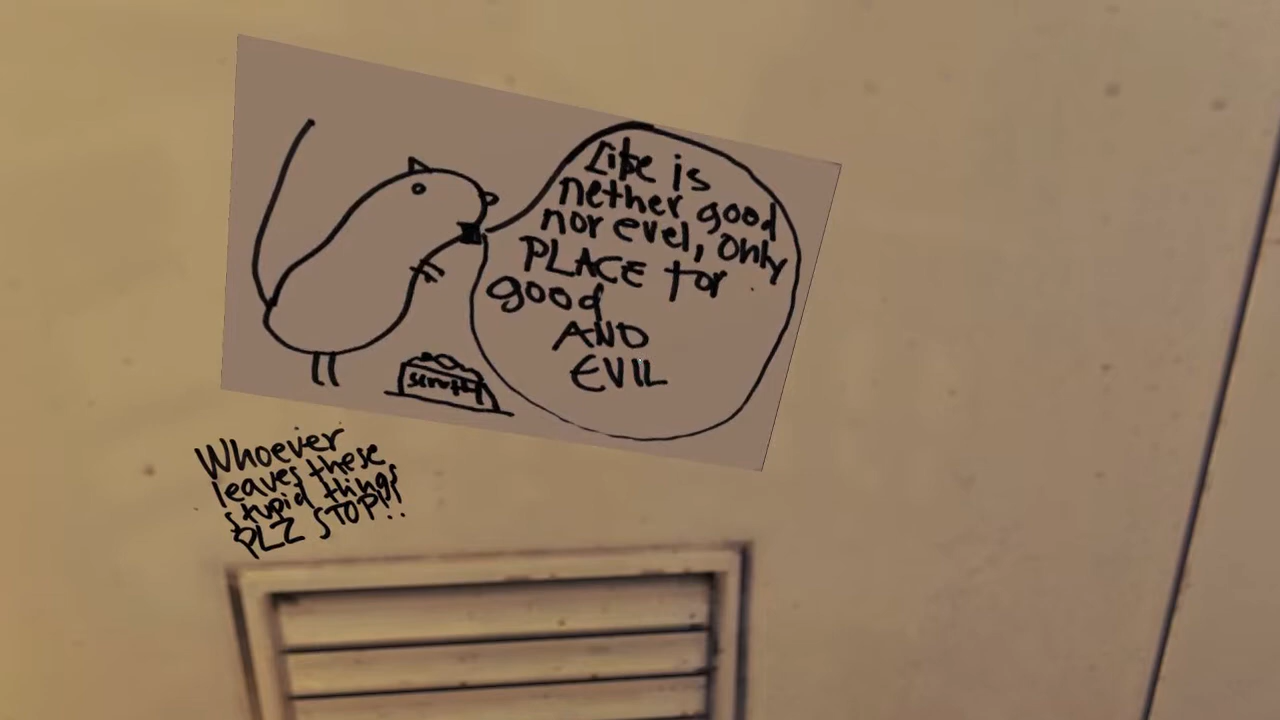 Life is
nether good
nor evel, only
PLACE for
good
AND
EVIL
Whoever
leaves these
stupid things
PLZ STOP!!